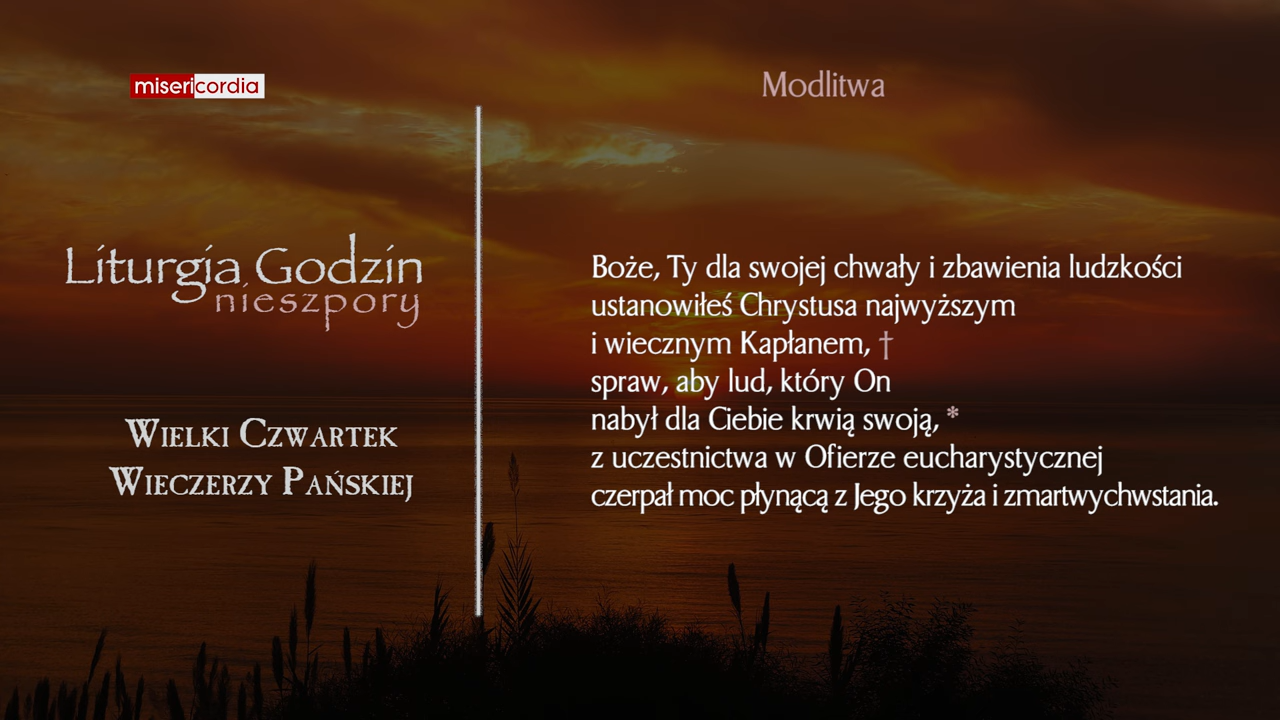 misericordia
Modlitwa
Liturgia Godzin
nieszpory
Wielki Czwartek
Wieczerzy Pańskiej
Boże, Ty dla swojej chwały i zbawienia ludzkości
ustanowiłeś Chrystusa najwyższym
i wiecznym Kapłanem, †
spraw, aby lud, który On
nabył dla Ciebie krwią swoją, *
z uczestnictwa w Ofierze eucharystycznej
czerpał moc płynącą z Jego krzyża i zmartwychwstania.